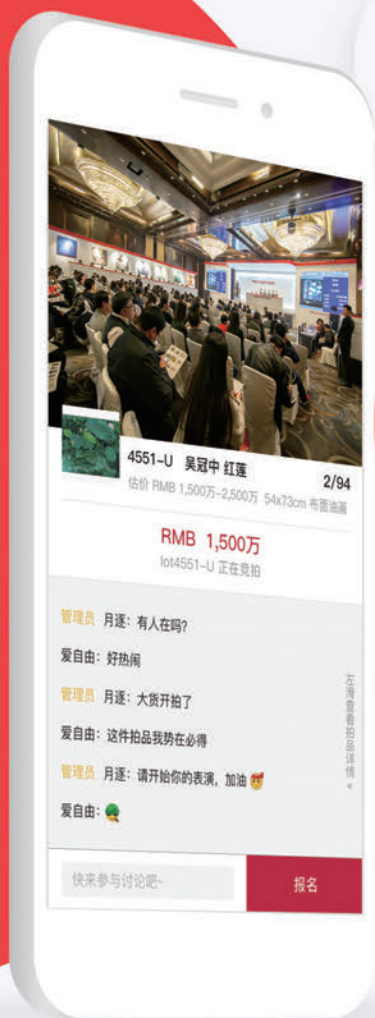 4551-U 吴冠中 红莲
2/94
估价 RMB 1,500万-2,500万 54x73cm 布面油画
RMB 1,500万
lot4551-U 正在竞拍
管理员 月逐：有人在吗？
爱自由：好热闹
管理员 月逐：大货开拍了
爱自由：这件拍品我势在必得
管理员 月逐：请开始你的表演，加油
爱自由：
左滑查看拍品详情 «
快来参与讨论吧~
报名